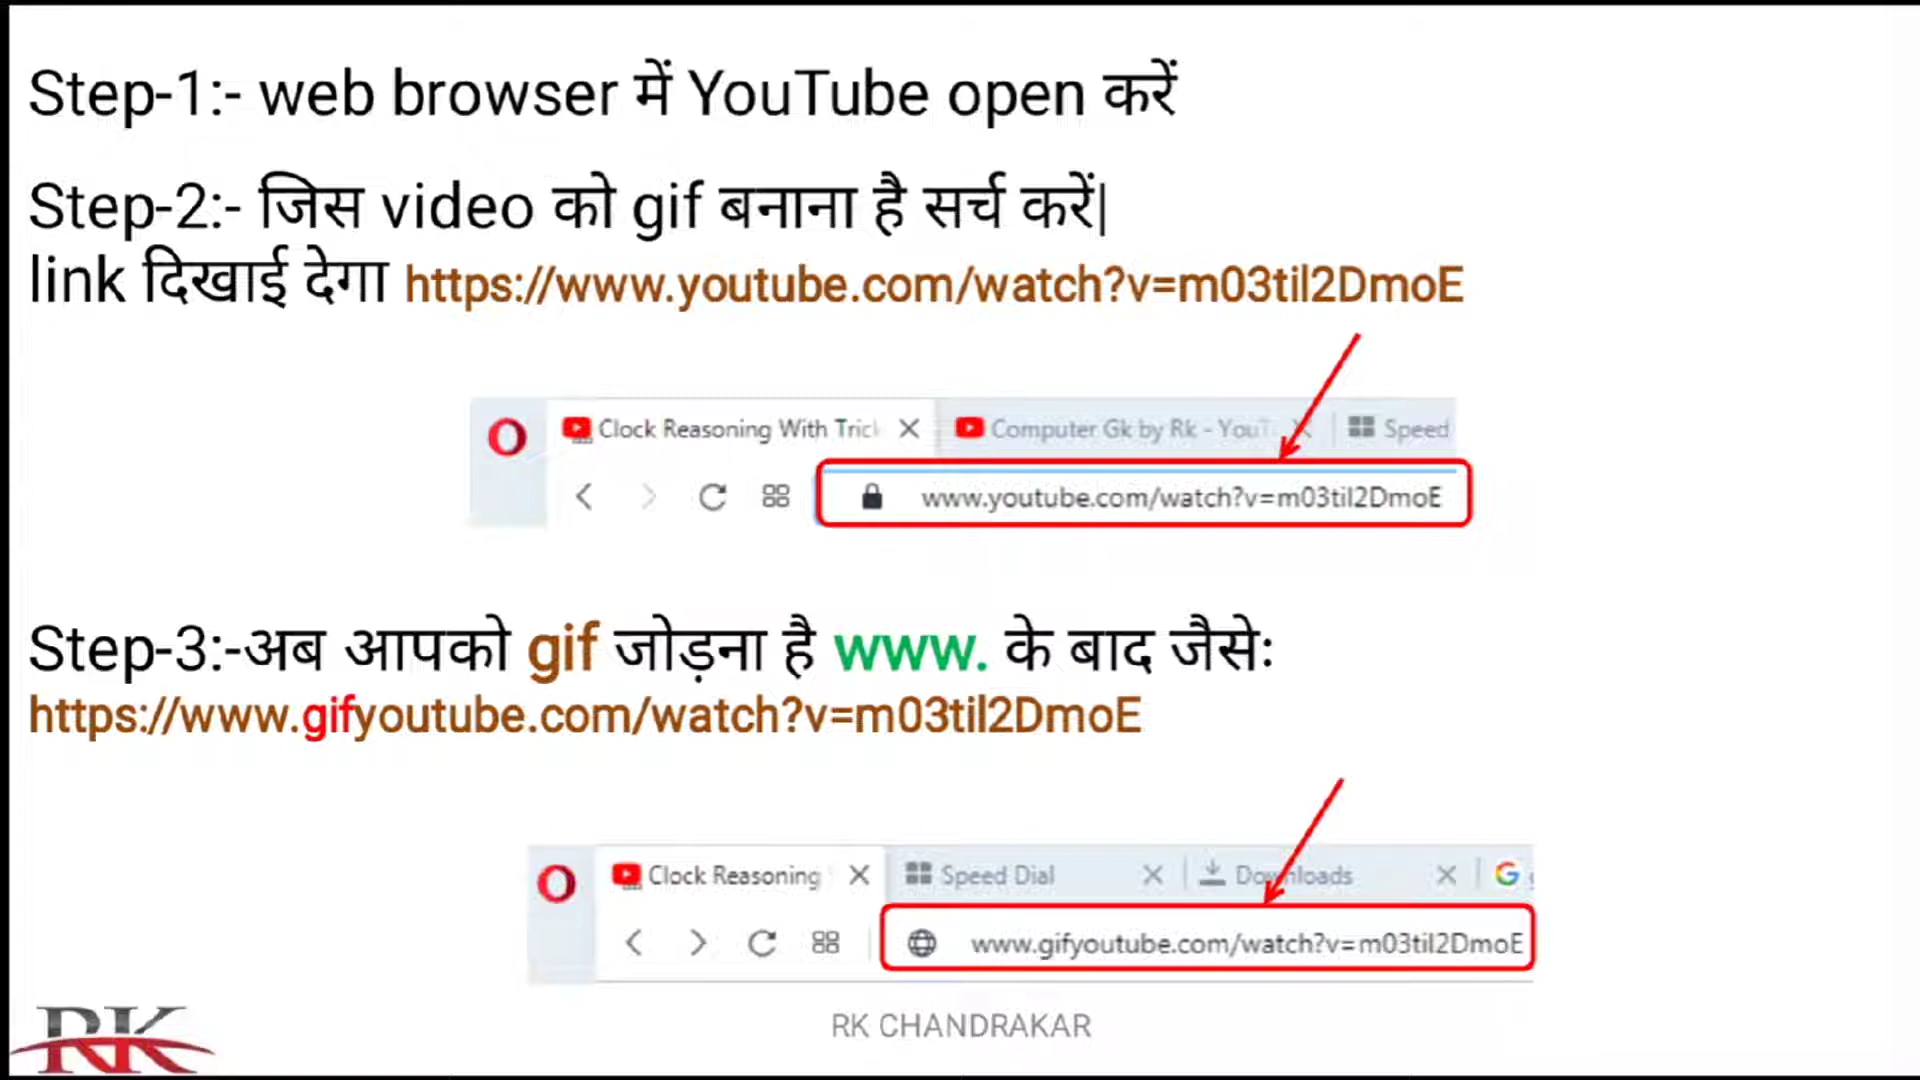 Step-1:- web browser में YouTube open करें
Step-2:- जिस video को gif बनाना है सर्च करें|
link दिखाई देगा https://www.youtube.com/watch?v=m03til2DmoE
Clock Reasoning With Trick Computer Gk by Rk - YouT Speed
www.youtube.com/watch?v=m03til2DmoE
Step-3:-अब आपको gif जोड़ना है www. के बाद जैसेः
https://www.gifyoutube.com/watch?v=m03til2DmoE
Clock Reasoning Speed Dial Downloads
www.gifyoutube.com/watch?v=m03til2DmoE
RK
RK CHANDRAKAR